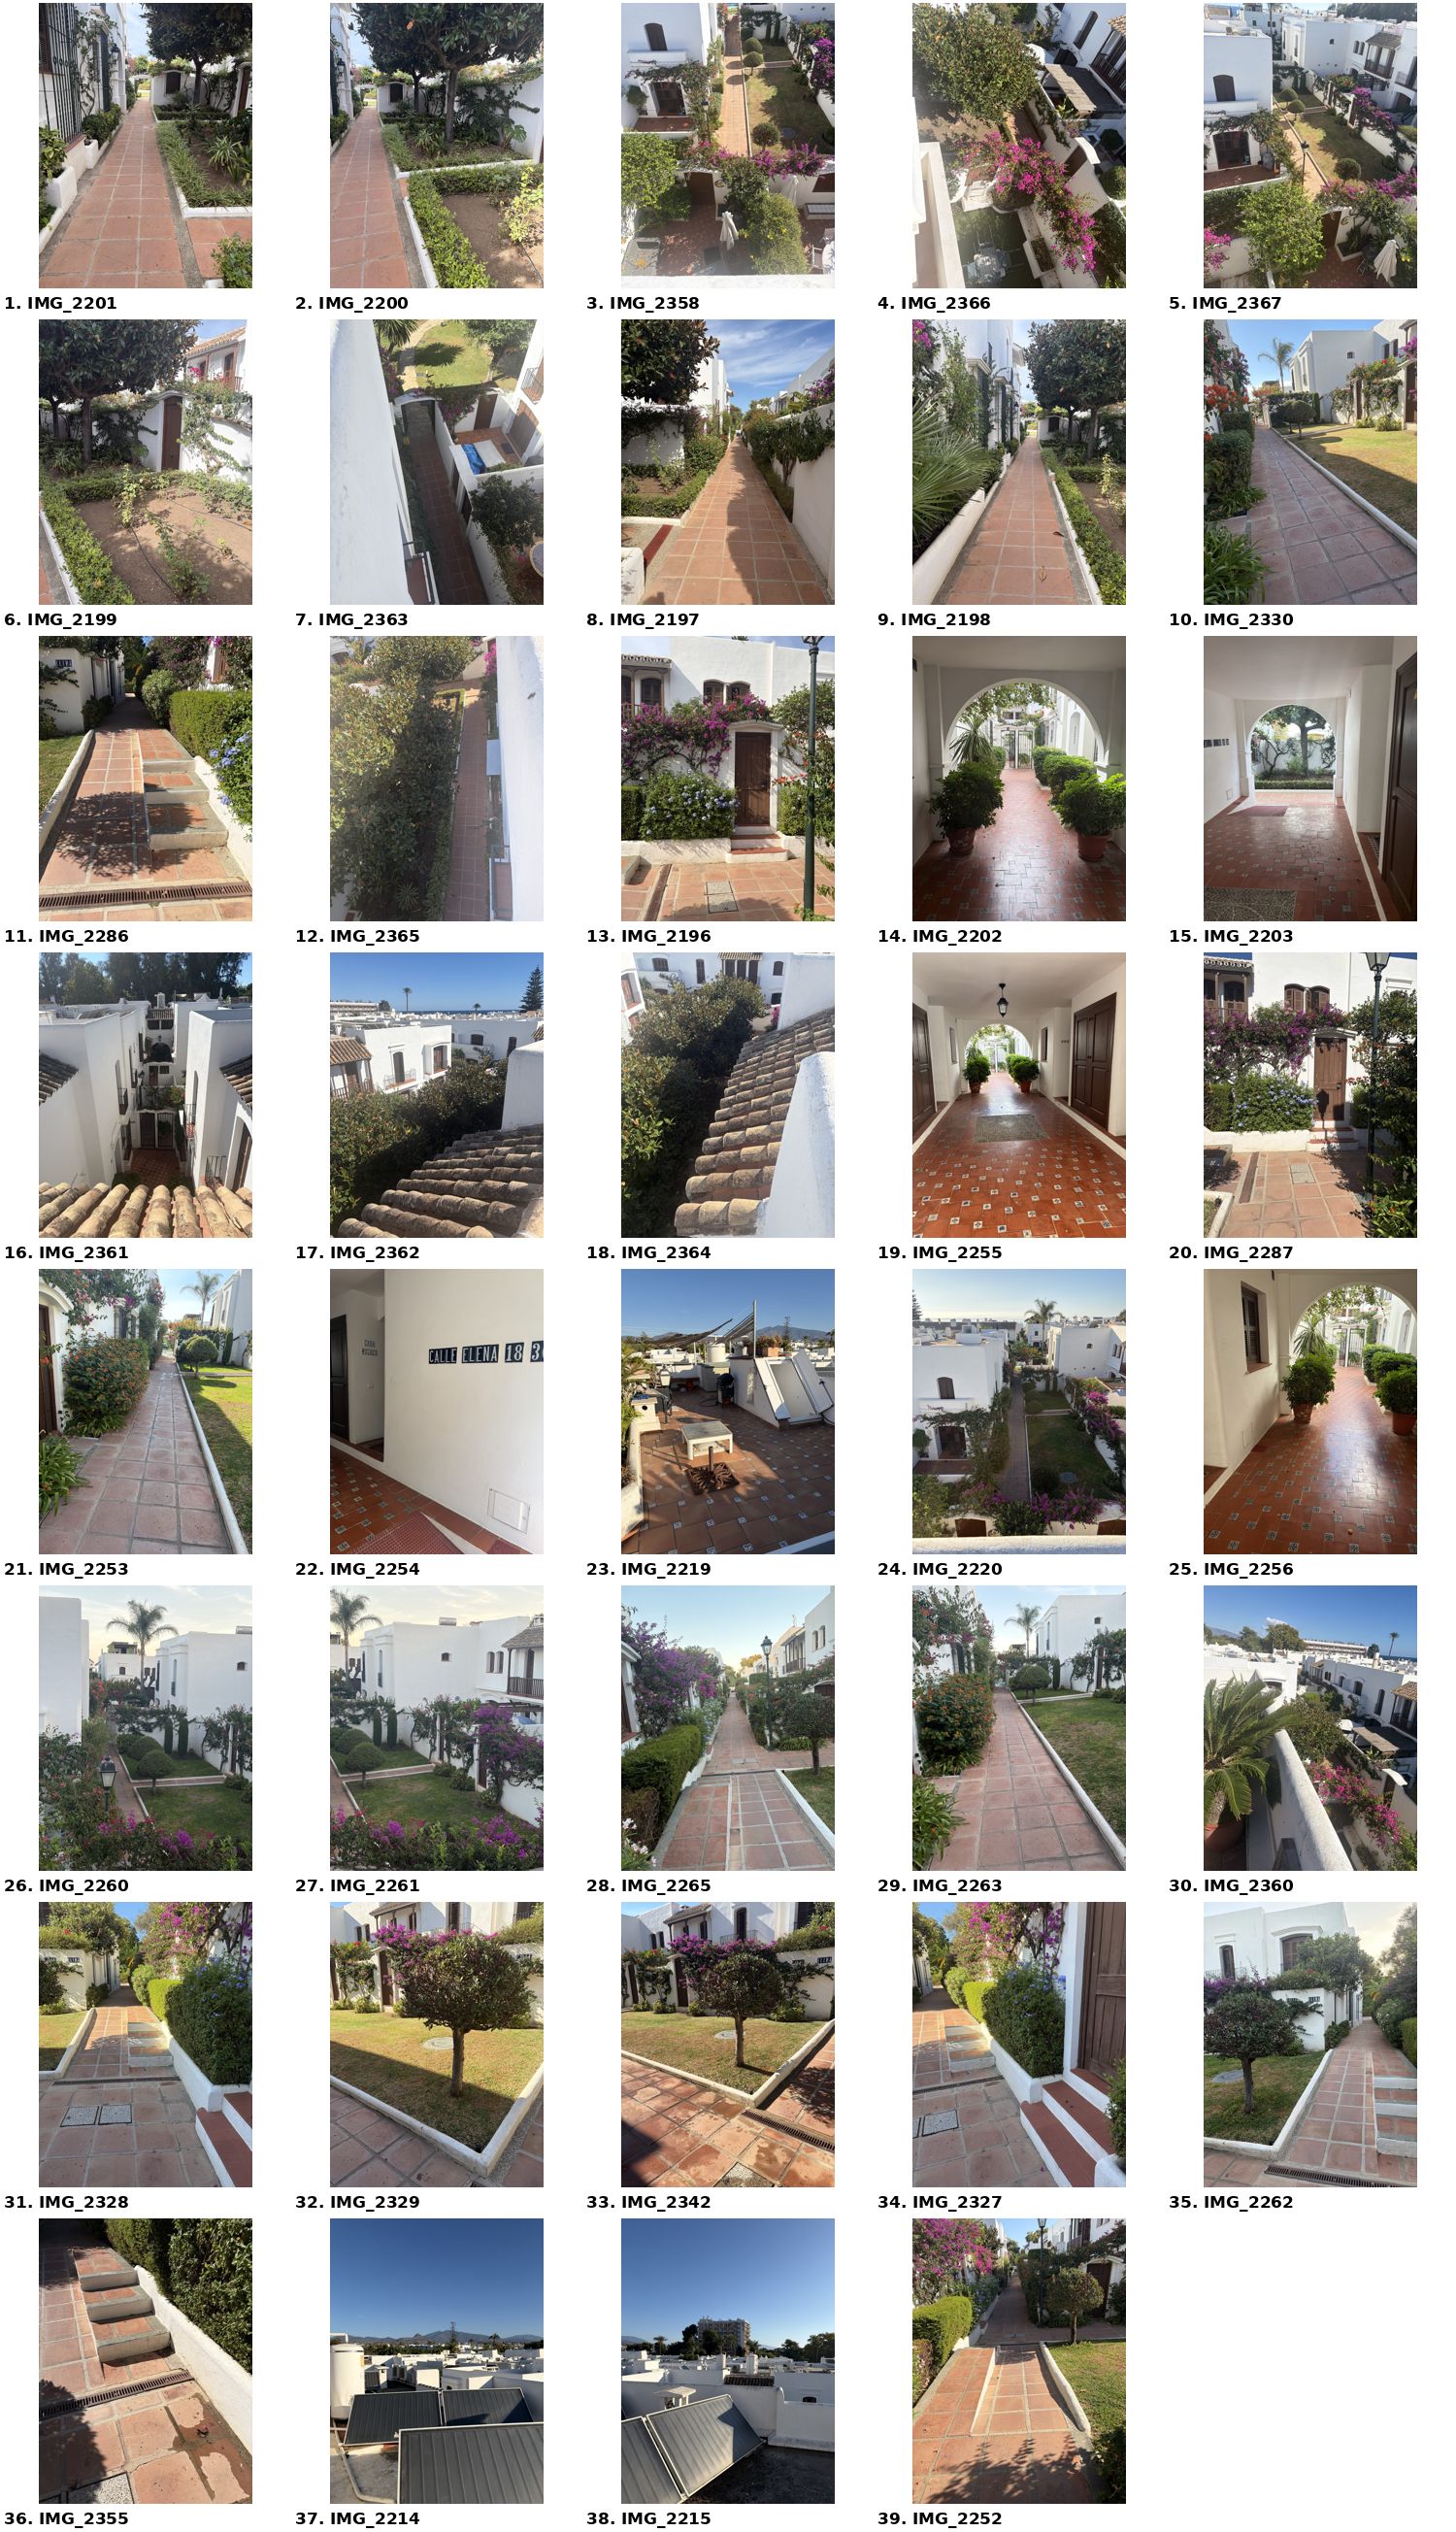 1. IMG_2201
2. IMG_2200
3. IMG_2358
4. IMG_2366
5. IMG_2367
6. IMG_2199
7. IMG_2363
8. IMG_2197
9. IMG_2198
10. IMG_2330
11. IMG_2286
12. IMG_2365
13. IMG_2196
14. IMG_2202
15. IMG_2203
16. IMG_2361
17. IMG_2362
18. IMG_2364
19. IMG_2255
20. IMG_2287
CALLE ELENA 18 3
21. IMG_2253
22. IMG_2254
23. IMG_2219
24. IMG_2220
25. IMG_2256
26. IMG_2260
27. IMG_2261
28. IMG_2265
29. IMG_2263
30. IMG_2360
31. IMG_2328
32. IMG_2329
33. IMG_2342
34. IMG_2327
35. IMG_2262
36. IMG_2355
37. IMG_2214
38. IMG_2215
39. IMG_2252